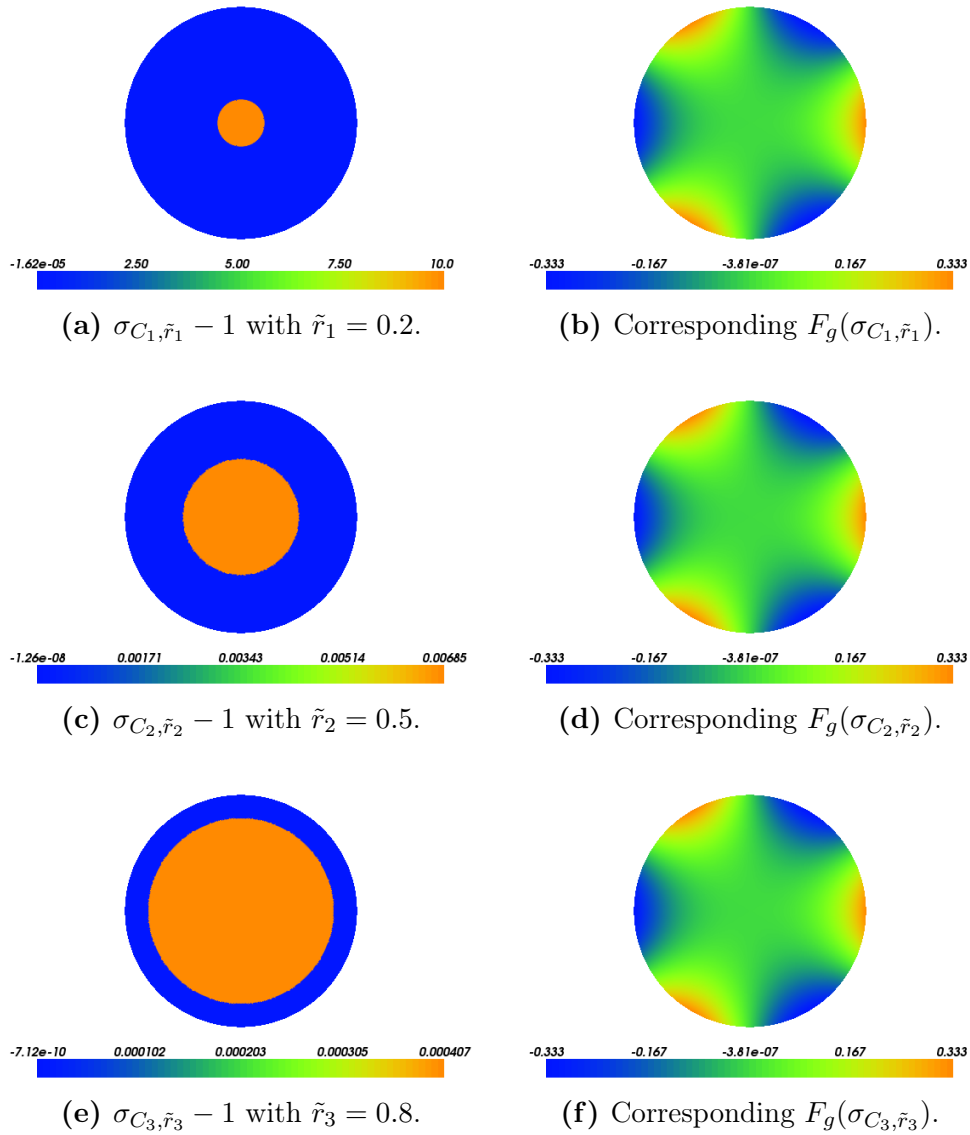 -1.62e-05 2.50 5.00 7.50 10.0
-0.333 -0.167 -3.81e-07 0.167 0.333
(a) σ_{C_1,r̃_1} − 1 with r̃_1 = 0.2.
(b) Corresponding F_g(σ_{C_1,r̃_1}).
-1.26e-08 0.00171 0.00343 0.00514 0.00685
-0.333 -0.167 -3.81e-07 0.167 0.333
(c) σ_{C_2,r̃_2} − 1 with r̃_2 = 0.5.
(d) Corresponding F_g(σ_{C_2,r̃_2}).
-7.12e-10 0.000102 0.000203 0.000305 0.000407
-0.333 -0.167 -3.81e-07 0.167 0.333
(e) σ_{C_3,r̃_3} − 1 with r̃_3 = 0.8.
(f) Corresponding F_g(σ_{C_3,r̃_3}).